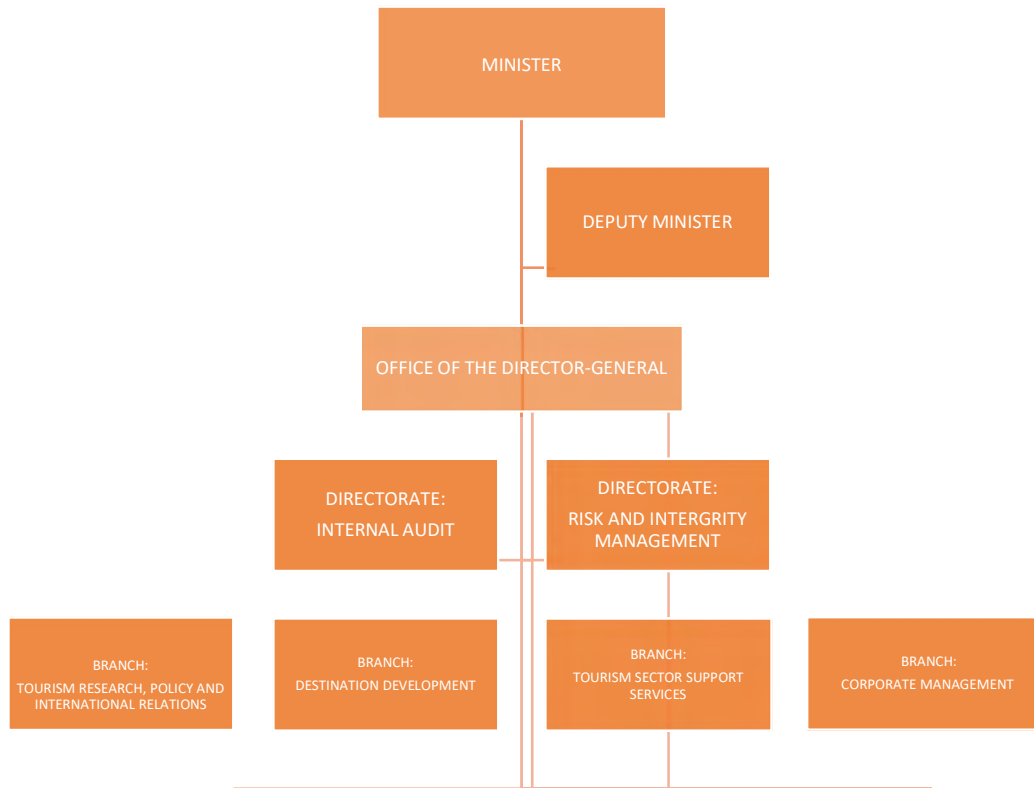 MINISTER
DEPUTY MINISTER
OFFICE OF THE DIRECTOR-GENERAL
DIRECTORATE:
INTERNAL AUDIT
DIRECTORATE:
RISK AND INTERGRITY
MANAGEMENT
BRANCH:
TOURISM RESEARCH, POLICY AND
INTERNATIONAL RELATIONS
BRANCH:
DESTINATION DEVELOPMENT
BRANCH:
TOURISM SECTOR SUPPORT
SERVICES
BRANCH:
CORPORATE MANAGEMENT